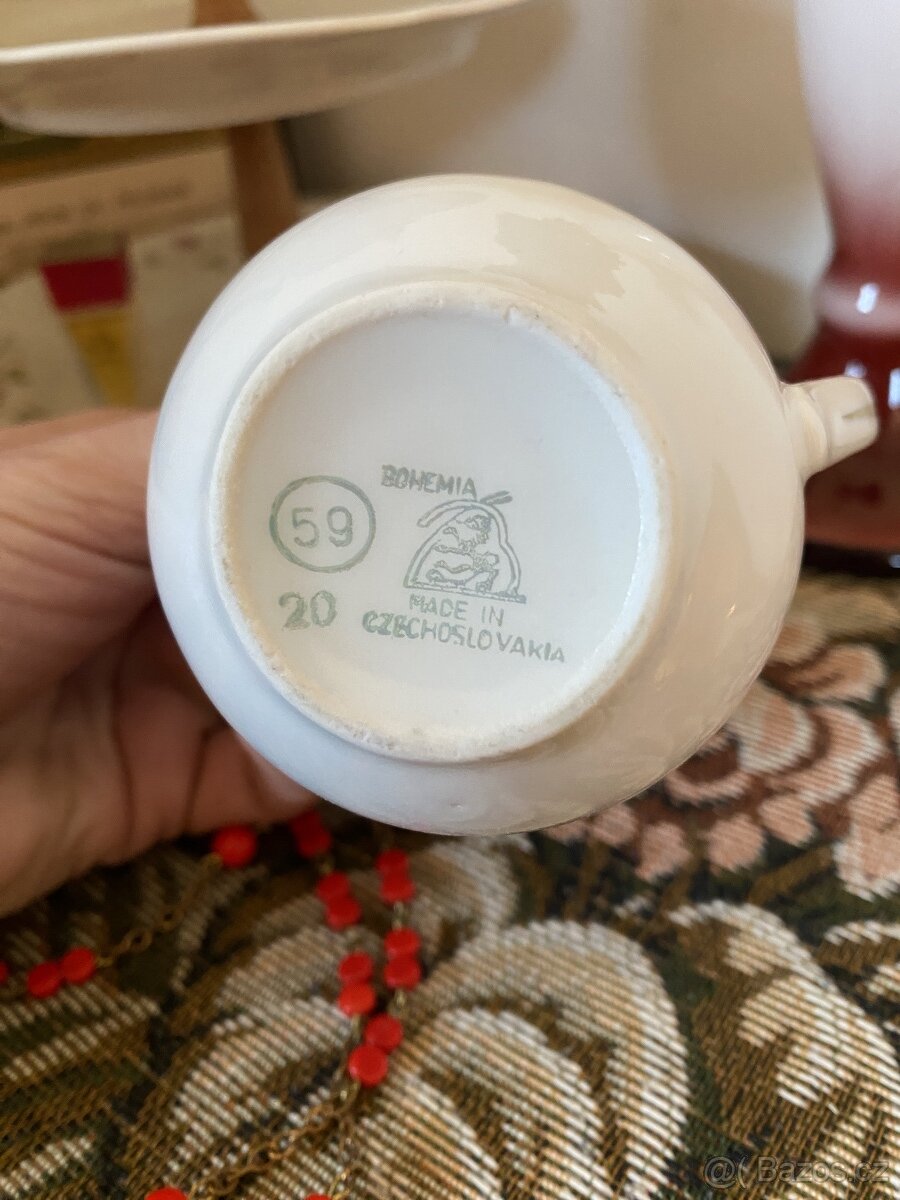 BOHEMIA
59
20
MADE IN
CZECHOSLOVAKIA
@( Bazos.cz